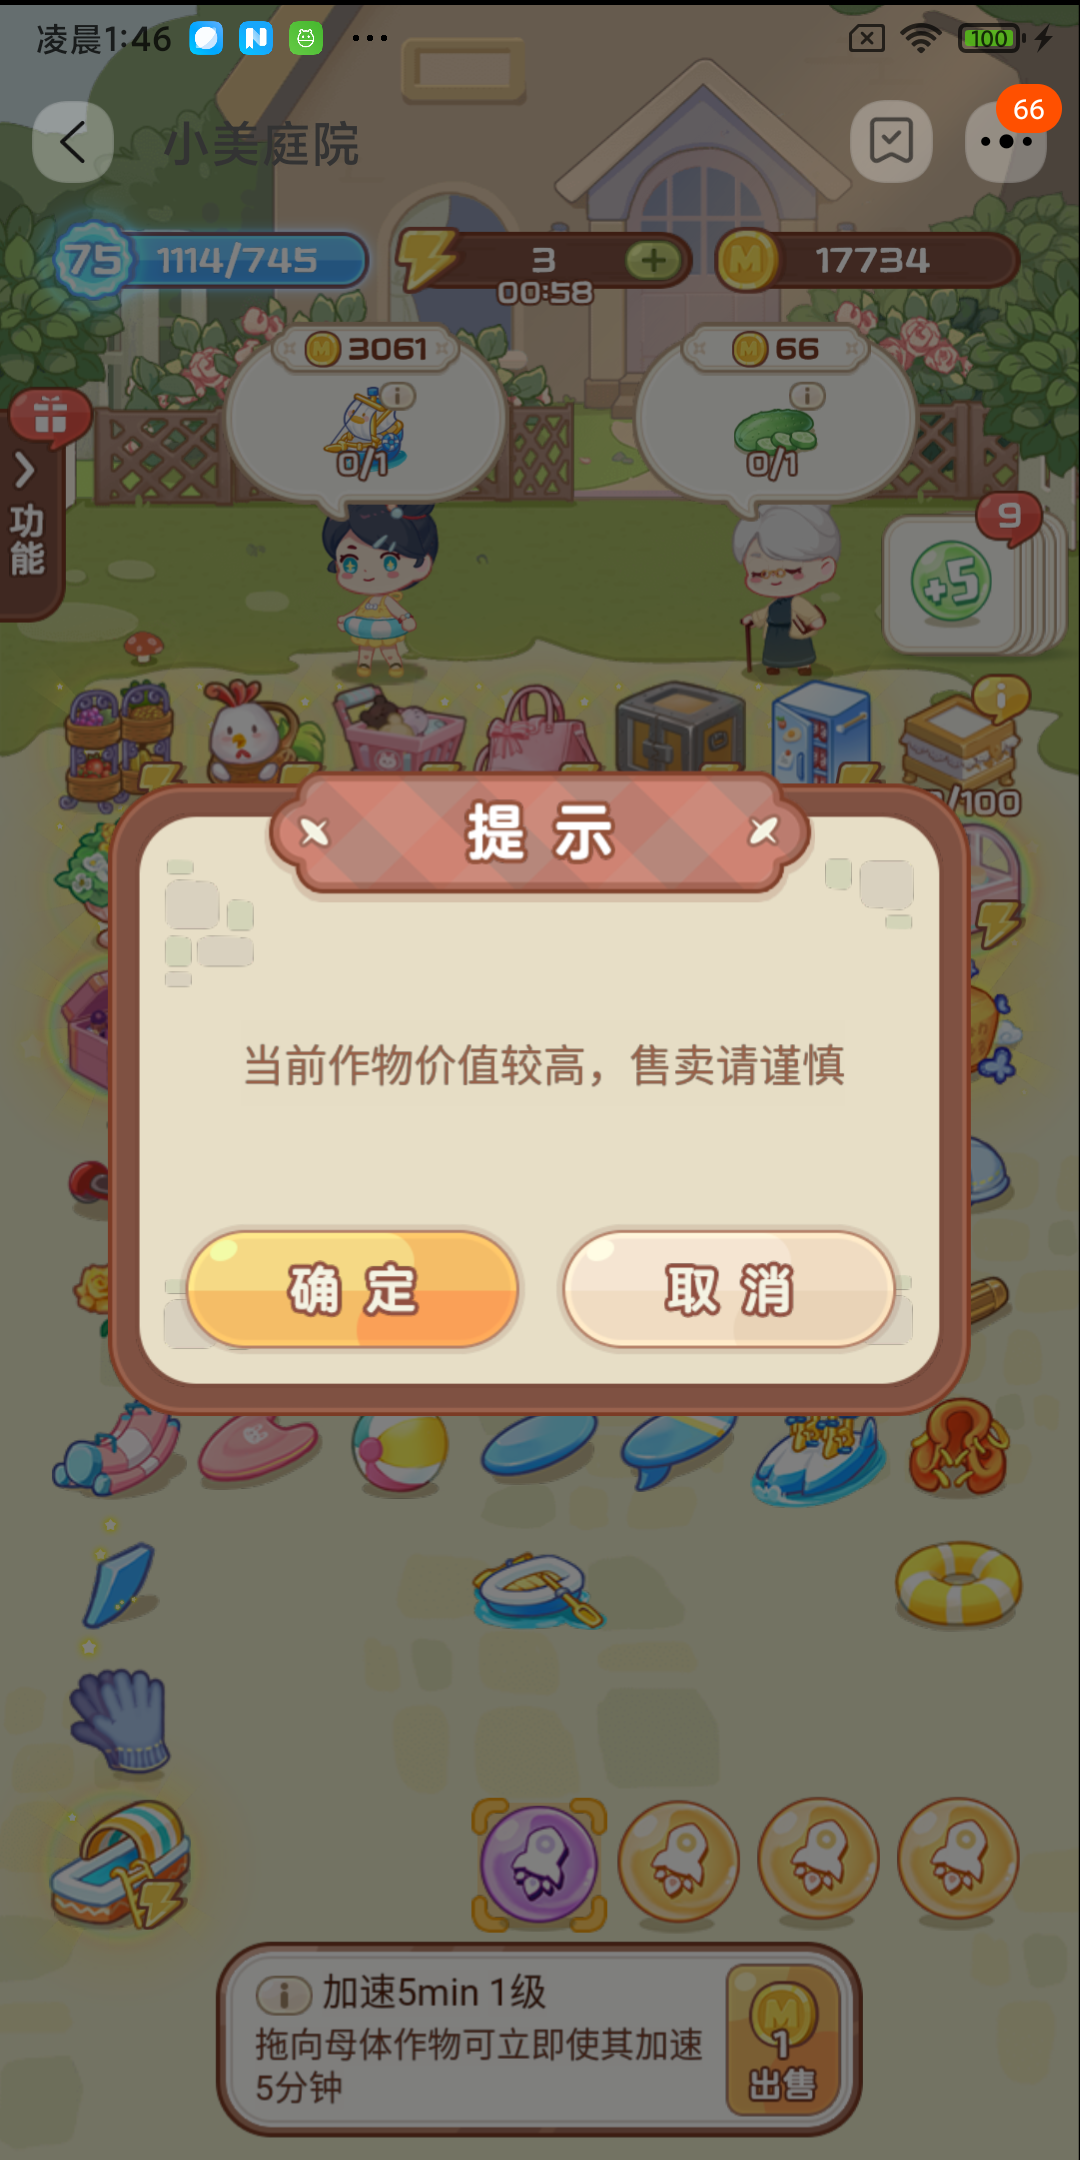 凌晨1:46
100
66
小美庭院
75 1114/745
3
00:58
M 17734
M 3061
M 66
0/1
0/1
功能
9
+5
/100
提示
当前作物价值较高，售卖请谨慎
确定
取消
加速5min 1级
拖向母体作物可立即使其加速
5分钟
M
1
出售